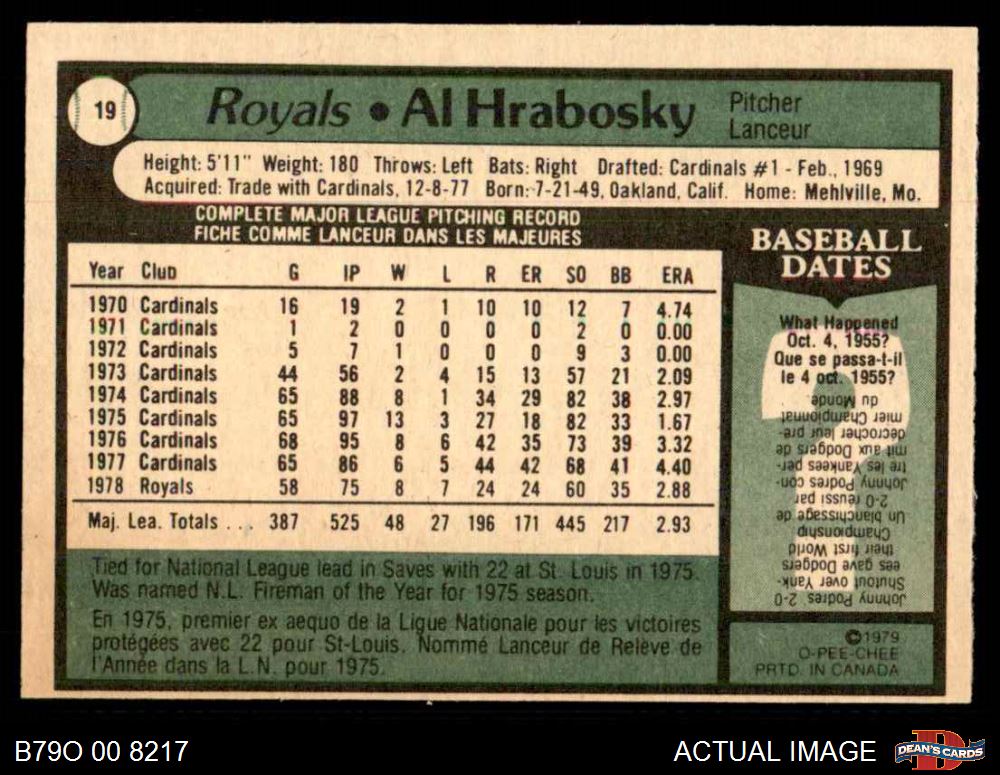 19
Royals • Al Hrabosky
Pitcher
Lanceur
Height: 5'11" Weight: 180 Throws: Left Bats: Right Drafted: Cardinals #1 - Feb., 1969
Acquired: Trade with Cardinals, 12-8-77 Born: 7-21-49, Oakland, Calif. Home: Mehlville, Mo.
COMPLETE MAJOR LEAGUE PITCHING RECORD
FICHE COMME LANCEUR DANS LES MAJEURES
Year Club G IP W L R ER SO BB ERA
1970 Cardinals 16 19 2 1 10 10 12 7 4.74
1971 Cardinals 1 2 0 0 0 0 2 0 0.00
1972 Cardinals 5 7 1 0 0 0 9 3 0.00
1973 Cardinals 44 56 2 4 15 13 57 21 2.09
1974 Cardinals 65 88 8 1 34 29 82 38 2.97
1975 Cardinals 65 97 13 3 27 18 82 33 1.67
1976 Cardinals 68 95 8 6 42 35 73 39 3.32
1977 Cardinals 65 86 6 5 44 42 68 41 4.40
1978 Royals 58 75 8 7 24 24 60 35 2.88
Maj. Lea. Totals . . . 387 525 48 27 196 171 445 217 2.93
Tied for National League lead in Saves with 22 at St. Louis in 1975.
Was named N.L. Fireman of the Year for 1975 season.
En 1975, premier ex aequo de la Ligue Nationale pour les victoires
protégées avec 22 pour St-Louis. Nommé Lanceur de Relève de
l'Année dans la L.N. pour 1975.
BASEBALL
DATES
What Happened
Oct. 4, 1955?
Que se passa-t-il
le 4 oct. 1955?
Johnny Podres 2-0
Shutout over Yank-
ees gave Dodgers
their first World
Championship
Un blanchissage de
2-0 réussi par
Johnny Podres con-
tre les Yankees per-
mit aux Dodgers de
décrocher leur pre-
mier Championnat
du Monde
©1979
O-PEE-CHEE
PRTD. IN CANADA
B79O 00 8217
ACTUAL IMAGE
DEAN'S CARDS